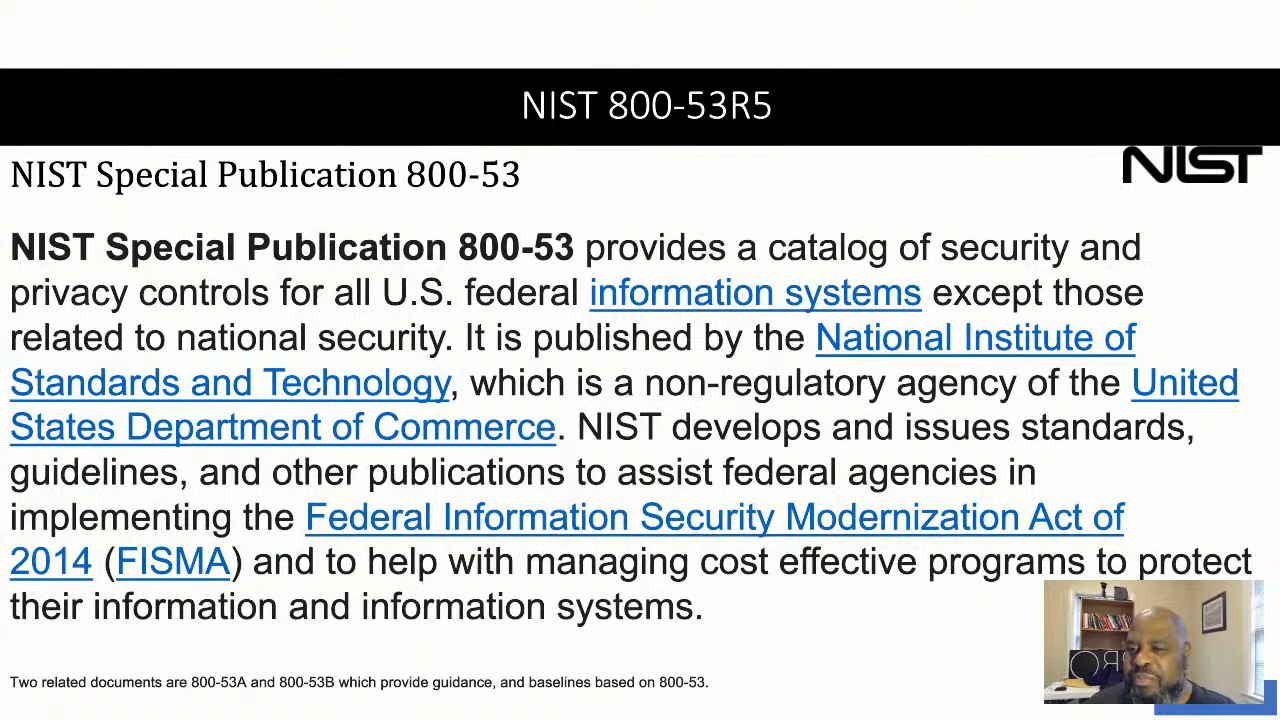 NIST 800-53R5
NIST Special Publication 800-53
NIST
NIST Special Publication 800-53 provides a catalog of security and
privacy controls for all U.S. federal information systems except those
related to national security. It is published by the National Institute of
Standards and Technology, which is a non-regulatory agency of the United
States Department of Commerce. NIST develops and issues standards,
guidelines, and other publications to assist federal agencies in
implementing the Federal Information Security Modernization Act of
2014 (FISMA) and to help with managing cost effective programs to protect
their information and information systems.
Two related documents are 800-53A and 800-53B which provide guidance, and baselines based on 800-53.